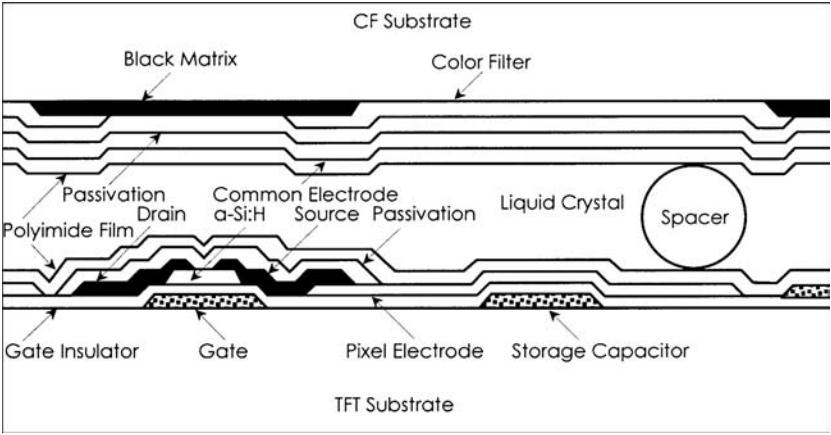 CF Substrate
Black Matrix
Color Filter
Passivation
Common Electrode
Polyimide Film
Drain
a-Si:H
Source
Passivation
Liquid Crystal
Spacer
Gate Insulator
Gate
Pixel Electrode
Storage Capacitor
TFT Substrate